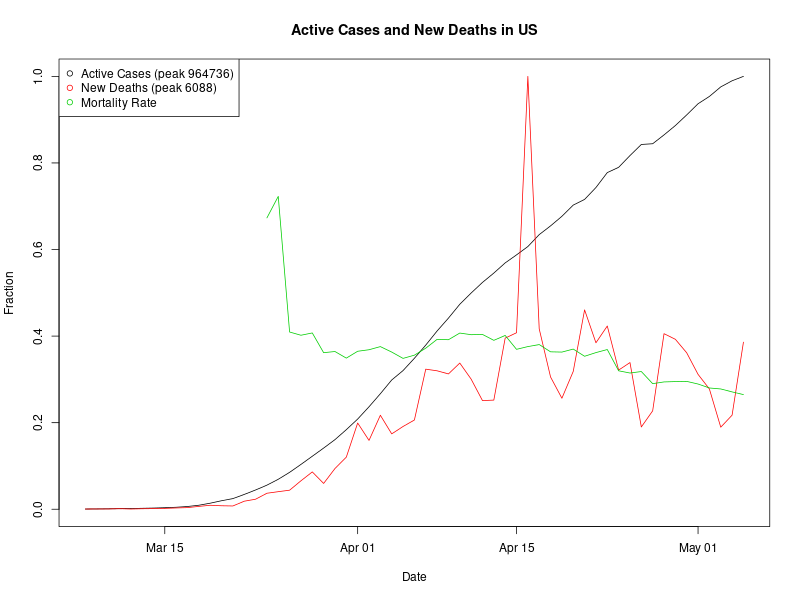 Active Cases and New Deaths in US
Active Cases (peak 964736)
New Deaths (peak 6088)
Mortality Rate
1.0
0.8
0.6
0.4
0.2
0.0
Fraction
Mar 15
Apr 01
Apr 15
May 01
Date